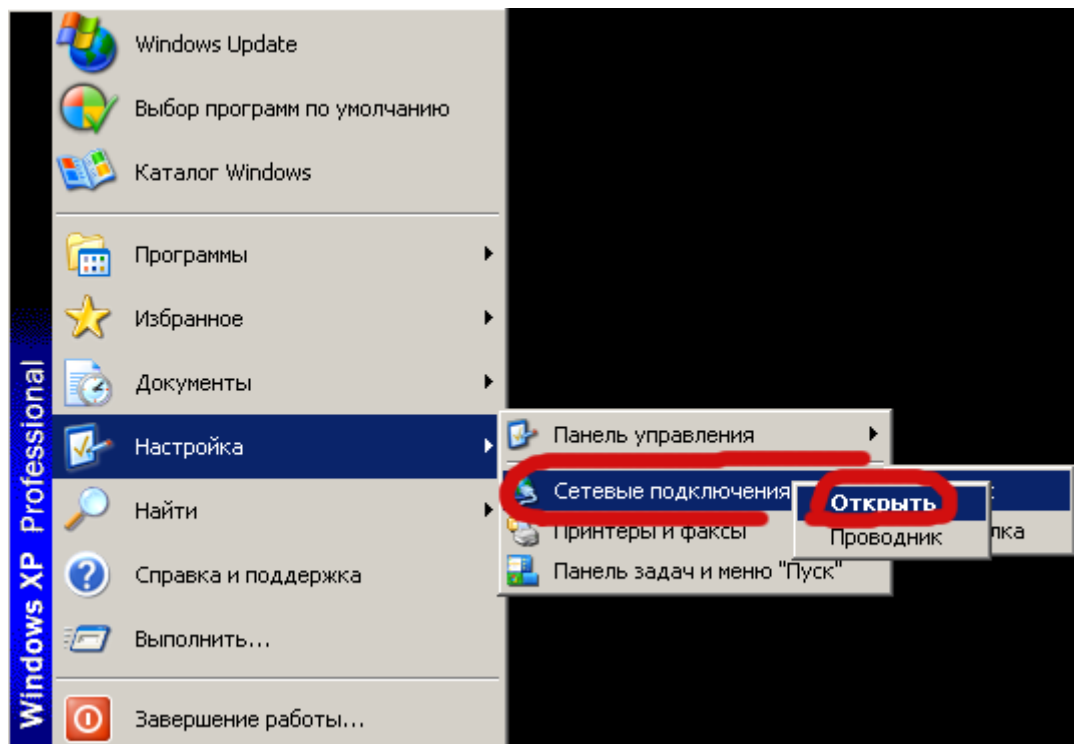 Windows Update
Выбор программ по умолчанию
Каталог Windows
Программы
Избранное
Документы
Настройка
Найти
Справка и поддержка
Выполнить...
Завершение работы...
Windows XP Professional
Панель управления
Сетевые подключения
Принтеры и факсы
Панель задач и меню "Пуск"
Открыть
Проводник